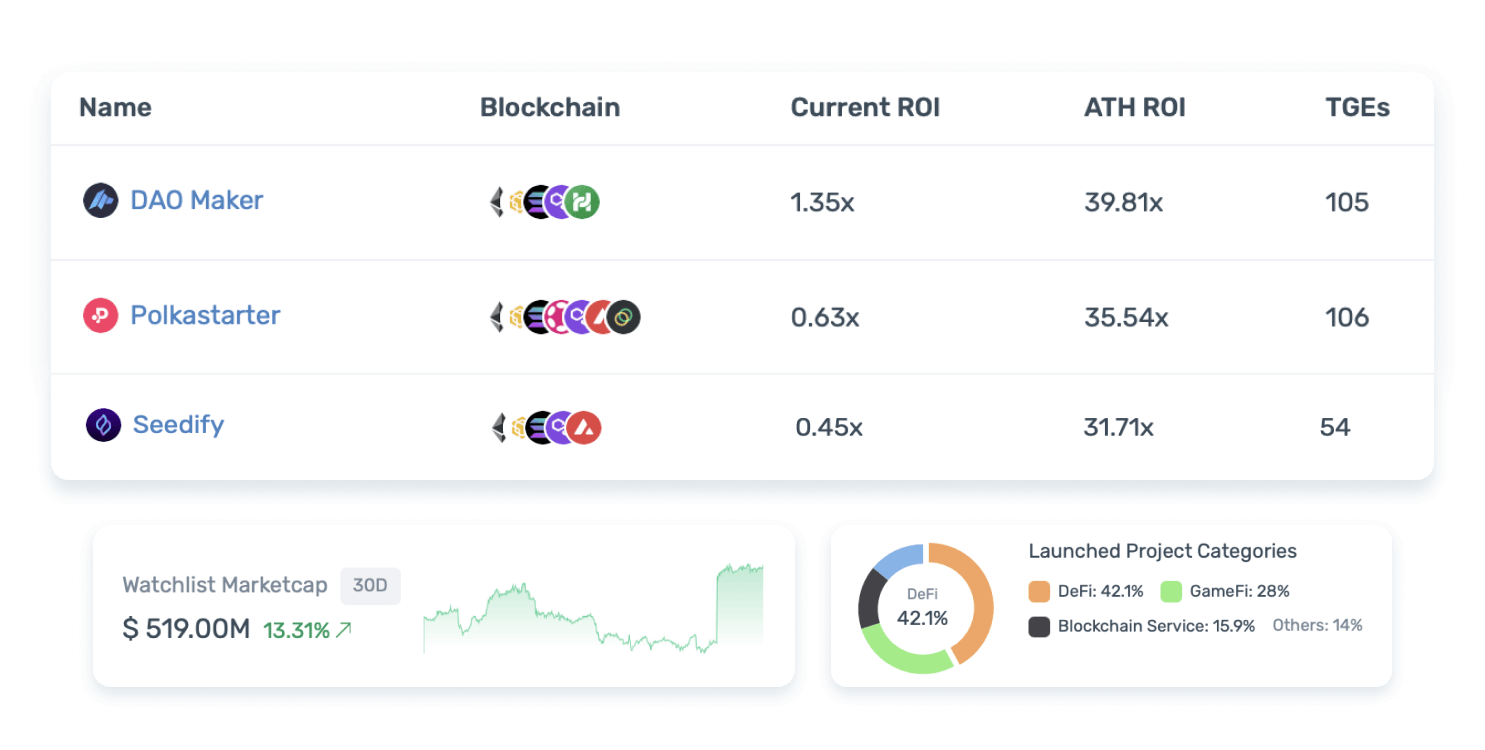 Name Blockchain Current ROI ATH ROI TGEs
DAO Maker 1.35x 39.81x 105
Polkastarter 0.63x 35.54x 106
Seedify 0.45x 31.71x 54
Watchlist Marketcap 30D
$ 519.00M 13.31%
DeFi
42.1%
Launched Project Categories
DeFi: 42.1% GameFi: 28%
Blockchain Service: 15.9% Others: 14%